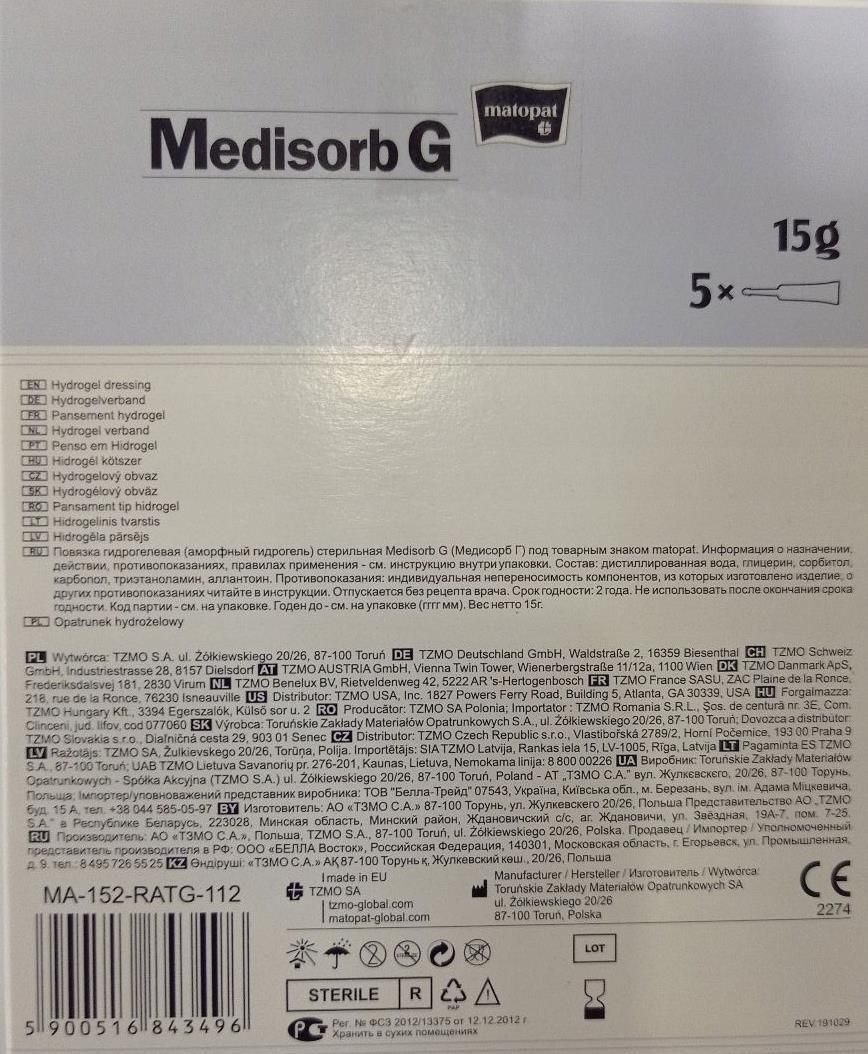 matopat
Medisorb G
15g
5×
EN Hydrogel dressing
DE Hydrogelverband
FR Pansement hydrogel
NL Hydrogel verband
PT Penso em Hidrogel
HU Hidrogél kötszer
CZ Hydrogelový obvaz
SK Hydrogélový obväz
RO Pansament tip hidrogel
LT Hidrogelinis tvarstis
LV Hidrogēla pārsējs
RU Повязка гидрогелевая (аморфный гидрогель) стерильная Medisorb G (Медисорб Г) под товарным знаком matopat. Информация о назначении,
действии, противопоказаниях, правилах применения - см. инструкцию внутри упаковки. Состав: дистиллированная вода, глицерин, сорбитол,
карбопол, триэтаноламин, аллантоин. Противопоказания: индивидуальная непереносимость компонентов, из которых изготовлено изделие, о
других противопоказаниях читайте в инструкции. Отпускается без рецепта врача. Срок годности: 2 года. Не использовать после окончания срока
годности. Код партии - см. на упаковке. Годен до - см. на упаковке (гггг мм). Вес нетто 15г.
PL Opatrunek hydrożelowy
PL Wytwórca: TZMO S.A. ul. Żółkiewskiego 20/26, 87-100 Toruń DE TZMO Deutschland GmbH, Waldstraße 2, 16359 Biesenthal CH TZMO Schweiz
GmbH, Industriestrasse 28, 8157 Dielsdorf AT TZMO AUSTRIA GmbH, Vienna Twin Tower, Wienerbergstraße 11/12a, 1100 Wien DK TZMO Danmark ApS,
Frederiksdalsvej 181, 2830 Virum NL TZMO Benelux BV, Rietveldenweg 42, 5222 AR 's-Hertogenbosch FR TZMO France SASU, ZAC Plaine de la Ronce,
218, rue de la Ronce, 76230 Isneauville US Distributor: TZMO USA, Inc. 1827 Powers Ferry Road, Building 5, Atlanta, GA 30339, USA HU Forgalmazza:
TZMO Hungary Kft., 3394 Egerszalók, Külső sor u. 2 RO Producător: TZMO SA Polonia; Importator : TZMO Romania S.R.L., Şos. de centură nr. 3E, Com.
Clinceni, jud. Ilfov, cod 077060 SK Výrobca: Toruńskie Zakłady Materiałów Opatrunkowych S.A., ul. Żółkiewskiego 20/26, 87-100 Toruń; Dovozca a distribútor:
TZMO Slovakia s.r.o., Diaľničná cesta 29, 903 01 Senec CZ Distributor: TZMO Czech Republic s.r.o., Vlastibořská 2789/2, Horní Počernice, 193 00 Praha 9
LV Ražotājs: TZMO SA, Žulkievskego 20/26, Toruņa, Polija. Importētājs: SIA TZMO Latvija, Rankas iela 15, LV-1005, Rīga, Latvija LT Pagaminta ES TZMO
S.A., 87-100 Toruń; UAB TZMO Lietuva Savanorių pr. 276-201, Kaunas, Lietuva, Nemokama linija: 8 800 00226 UA Виробник: Toruńskie Zakłady Materiałów
Opatrunkowych - Spółka Akcyjna (TZMO S.A.) ul. Żółkiewskiego 20/26, 87-100 Toruń, Poland - АТ „ТЗМО С.А.” вул. Жулкєвскєго, 20/26, 87-100 Торунь,
Польща; Імпортер/уповноважений представник виробника: ТОВ "Белла-Трейд" 07543, Україна, Київська обл., м. Березань, вул. ім. Адама Міцкевича,
буд. 15 А, тел. +38 044 585-05-97 BY Изготовитель: АО «ТЗМО С.А.» 87-100 Торунь, ул. Жулкевского 20/26, Польша Представительство АО „TZMO
S.A.” в Республике Беларусь, 223028, Минская область, Минский район, Ждановичский с/с, аг. Ждановичи, ул. Звёздная, 19А-7, пом. 7-25.
RU Производитель: АО «ТЗМО С.А.», Польша, TZMO S.A., 87-100 Toruń, ul. Żółkiewskiego 20/26, Polska. Продавец / Импортер / Уполномоченный
представитель производителя в РФ: ООО «БЕЛЛА Восток», Российская Федерация, 140301, Московская область, г. Егорьевск, ул. Промышленная,
д. 9. тел.: 8 495 726 55 25 KZ Өндіруші: «ТЗМО С.А.» АҚ 87-100 Торунь қ, Жулкевский көш., 20/26, Польша
MA-152-RATG-112
made in EU
TZMO SA
tzmo-global.com
matopat-global.com
Manufacturer / Hersteller / Изготовитель / Wytwórca:
Toruńskie Zakłady Materiałów Opatrunkowych SA
ul. Żółkiewskiego 20/26
87-100 Toruń, Polska
CE
2274
LOT
STERILE R
PAP
5 900516 843496
Рег. № ФСЗ 2012/13375 от 12.12.2012 г.
Хранить в сухих помещениях
REV.191029